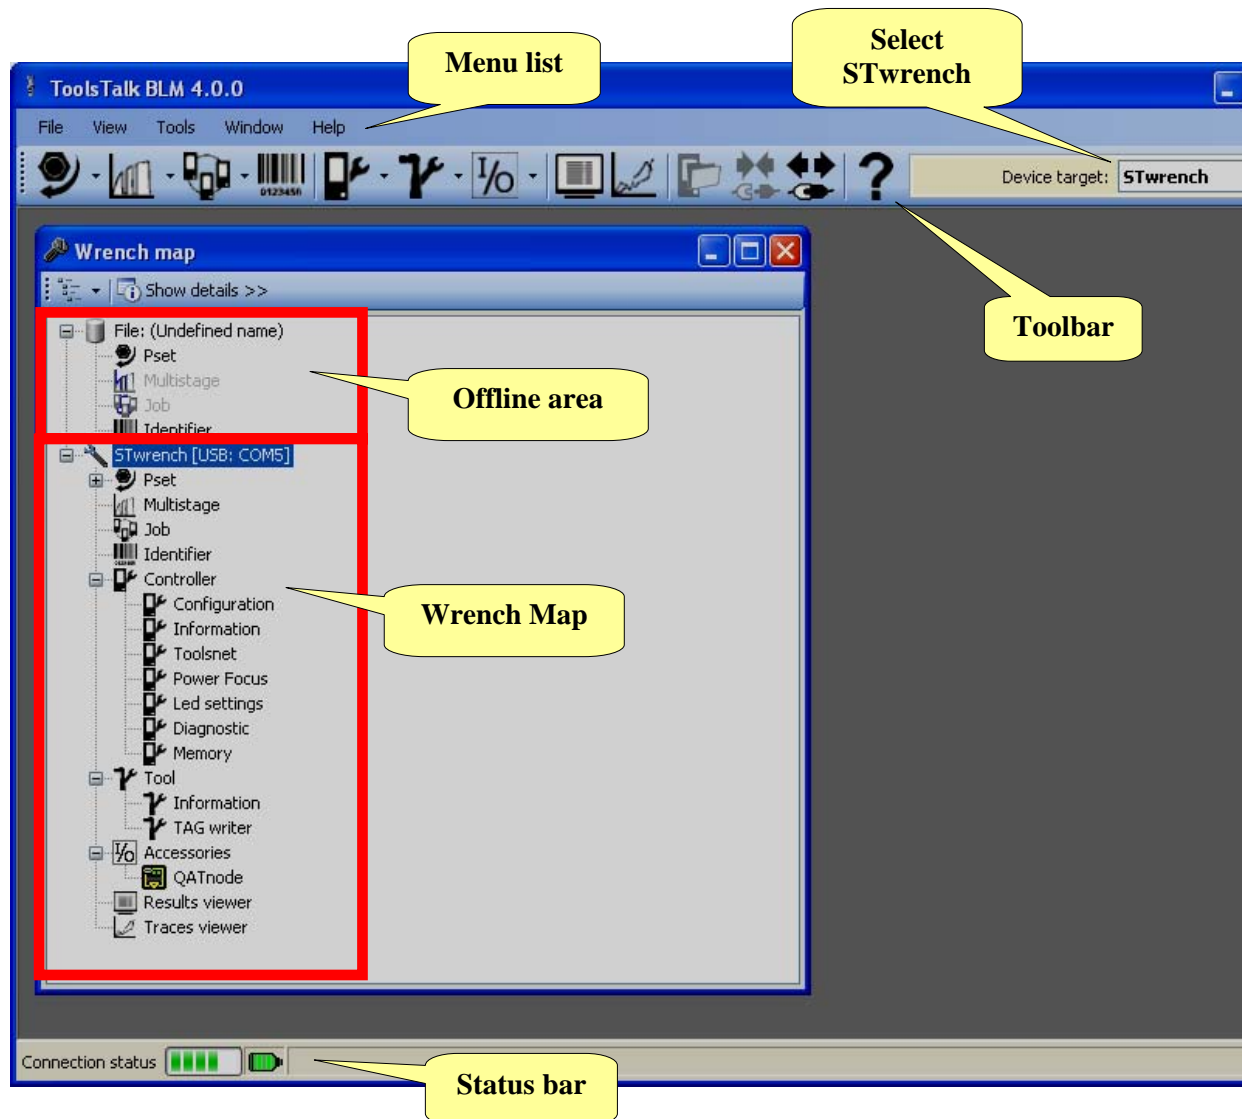 Menu list
Select
STwrench
ToolsTalk BLM 4.0.0
File View Tools Window Help
0123456
I/O
?
Device target: STwrench
Wrench map
Show details >>
Toolbar
File: (Undefined name)
Pset
Multistage
Job
Identifier
Offline area
STwrench [USB: COM5]
Pset
Multistage
Job
Identifier
Controller
Configuration
Information
Toolsnet
Power Focus
Led settings
Diagnostic
Memory
Wrench Map
Tool
Information
TAG writer
I/O Accessories
QATnode
Results viewer
Traces viewer
Connection status
Status bar